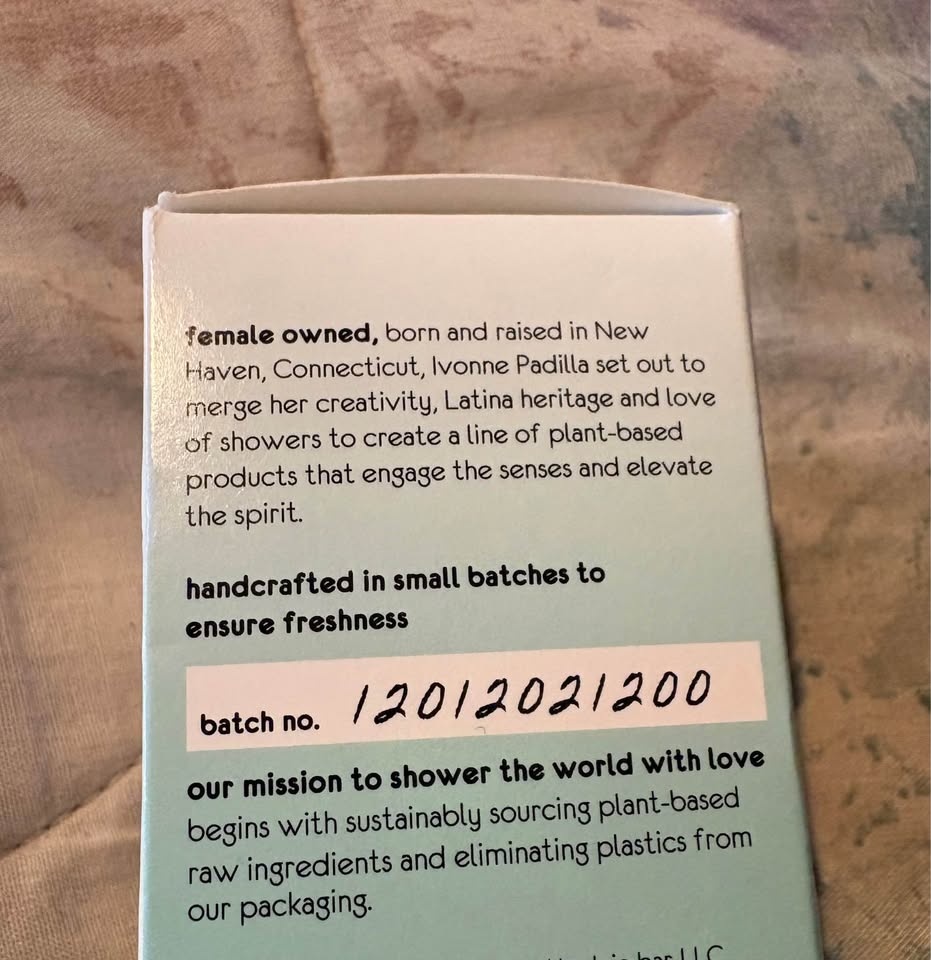 female owned, born and raised in New
Haven, Connecticut, Ivonne Padilla set out to
merge her creativity, Latina heritage and love
of showers to create a line of plant-based
products that engage the senses and elevate
the spirit.
handcrafted in small batches to
ensure freshness
batch no. 12012021200
our mission to shower the world with love
begins with sustainably sourcing plant-based
raw ingredients and eliminating plastics from
our packaging.
bar LLC